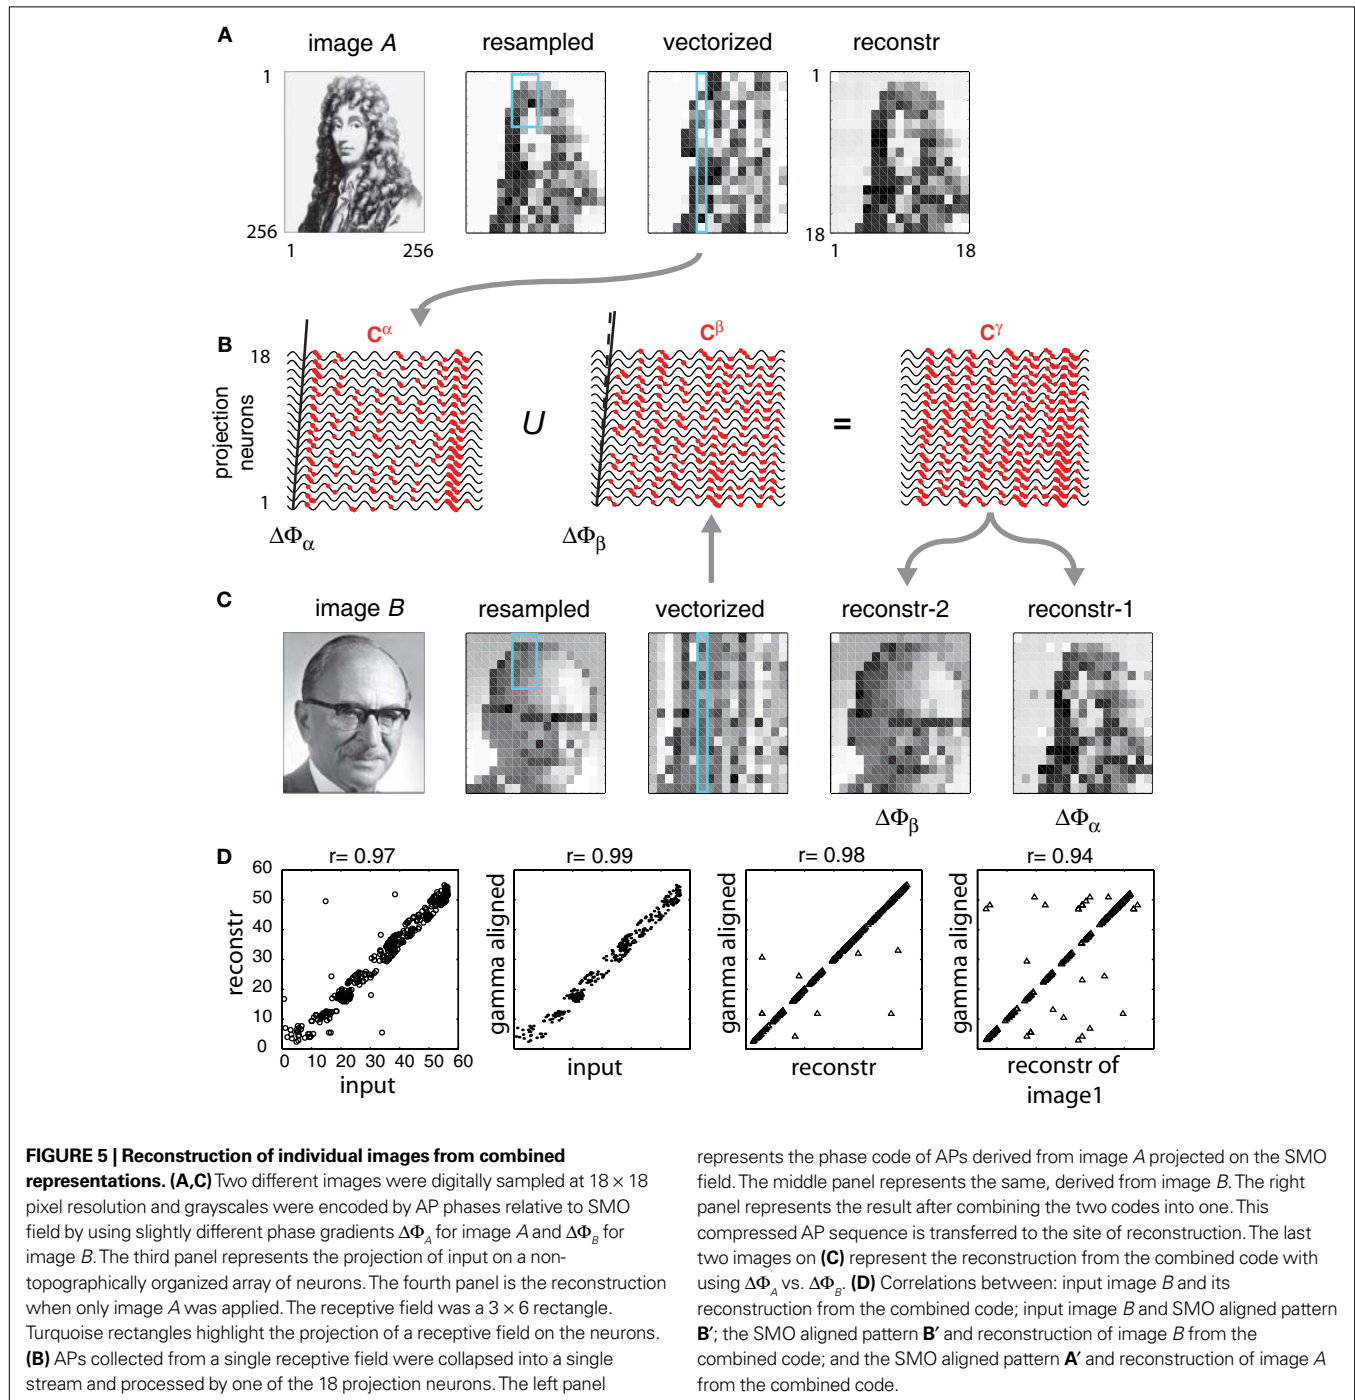 A
image A
resampled
vectorized
reconstr
1
256
1
256
1
18
1
18
B
18
projection
neurons
1
C^α
U
C^β
=
C^γ
ΔΦ_α
ΔΦ_β
C
image B
resampled
vectorized
reconstr-2
reconstr-1
ΔΦ_β
ΔΦ_α
D
r= 0.97
r= 0.99
r= 0.98
r= 0.94
60
50
40
30
20
10
0
reconstr
0
10
20
30
40
50
60
input
gamma aligned
input
gamma aligned
reconstr
gamma aligned
reconstr of
image1
FIGURE 5 | Reconstruction of individual images from combined
representations. (A,C) Two different images were digitally sampled at 18 × 18
pixel resolution and grayscales were encoded by AP phases relative to SMO
field by using slightly different phase gradients ΔΦ_A for image A and ΔΦ_B for
image B. The third panel represents the projection of input on a non-
topographically organized array of neurons. The fourth panel is the reconstruction
when only image A was applied. The receptive field was a 3 × 6 rectangle.
Turquoise rectangles highlight the projection of a receptive field on the neurons.
(B) APs collected from a single receptive field were collapsed into a single
stream and processed by one of the 18 projection neurons. The left panel
represents the phase code of APs derived from image A projected on the SMO
field. The middle panel represents the same, derived from image B. The right
panel represents the result after combining the two codes into one. This
compressed AP sequence is transferred to the site of reconstruction. The last
two images on (C) represent the reconstruction from the combined code with
using ΔΦ_A vs. ΔΦ_B. (D) Correlations between: input image B and its
reconstruction from the combined code; input image B and SMO aligned pattern
B′; the SMO aligned pattern B′ and reconstruction of image B from the
combined code; and the SMO aligned pattern A′ and reconstruction of image A
from the combined code.